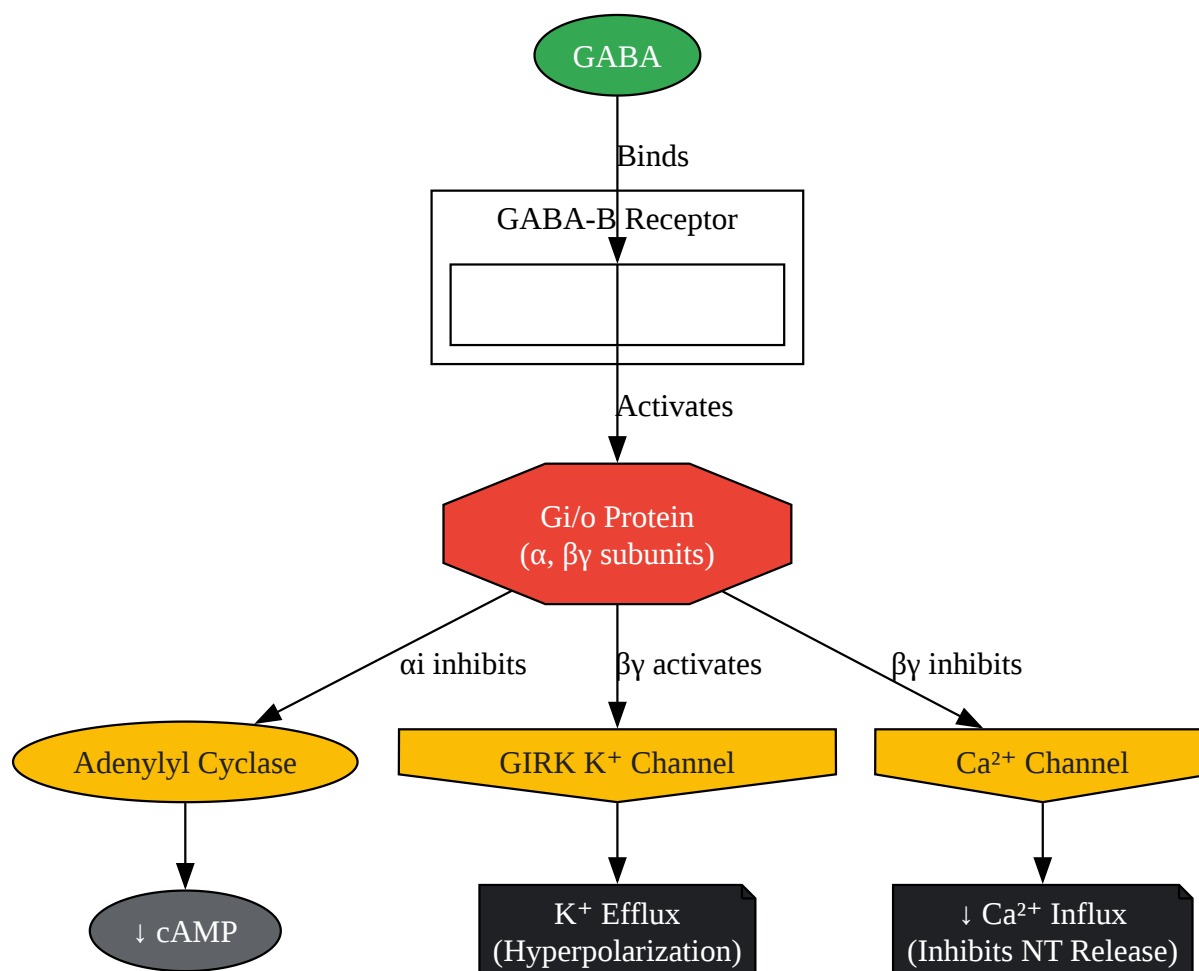 GABA
Binds
GABA-B Receptor
Activates
Gi/o Protein
(α, βγ subunits)
αi inhibits
βγ activates
βγ inhibits
Adenylyl Cyclase
GIRK K⁺ Channel
Ca²⁺ Channel
↓ cAMP
K⁺ Efflux
(Hyperpolarization)
↓ Ca²⁺ Influx
(Inhibits NT Release)